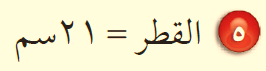 ٥ القطر = ٢١سم